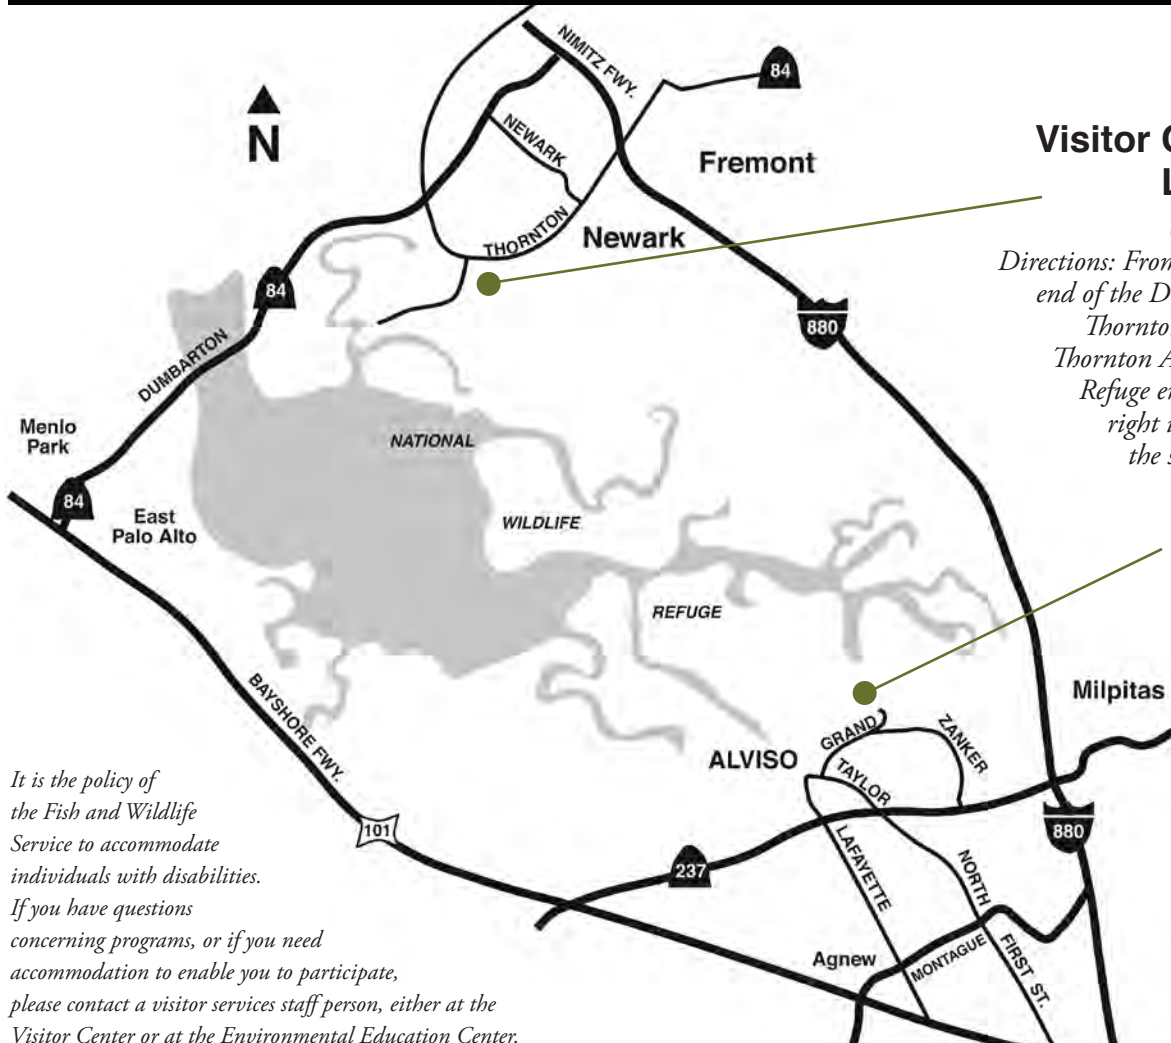 NIMITZ FWY.
84
N
NEWARK
Fremont
Visitor
THORNTON
Newark
Directions: From
end of the
84
880
Thornton
DUMBARTON
Refuge
right
the
Menlo
Park
NATIONAL
84
East
Palo Alto
WILDLIFE
REFUGE
Milpitas
BAYSHORE FWY.
GRAND
ZANKER
ALVISO
TAYLOR
101
880
237
LAFAYETTE
NORTH
FIRST ST.
Agnew
MONTAGUE
It is the policy of
the Fish and Wildlife
Service to accommodate
individuals with disabilities.
If you have questions
concerning programs, or if you need
accommodation to enable you to participate,
please contact a visitor services staff person, either at the
Visitor Center or at the Environmental Education Center.